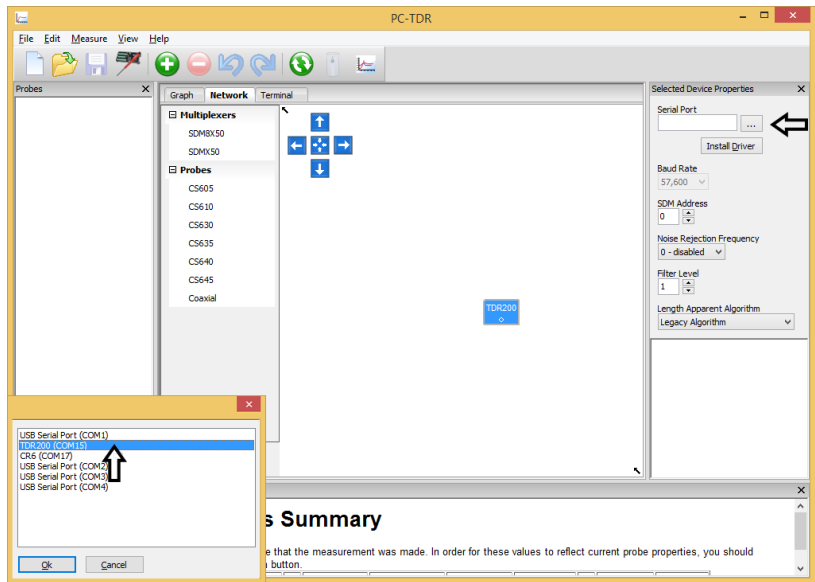 PC-TDR
File Edit Measure View Help
Probes
Graph Network Terminal
Multiplexers
SDM8X50
SDMX50
Probes
CS605
CS610
CS630
CS635
CS640
CS645
Coaxial
TDR200
Selected Device Properties
Serial Port
...
Install Driver
Baud Rate
57,600
SDM Address
0
Noise Rejection Frequency
0 - disabled
Filter Level
1
Length Apparent Algorithm
Legacy Algorithm
USB Serial Port (COM1)
TDR200 (COM15)
CR6 (COM17)
USB Serial Port (COM2)
USB Serial Port (COM3)
USB Serial Port (COM4)
Ok Cancel
s Summary
e that the measurement was made. In order for these values to reflect current probe properties, you should
button.